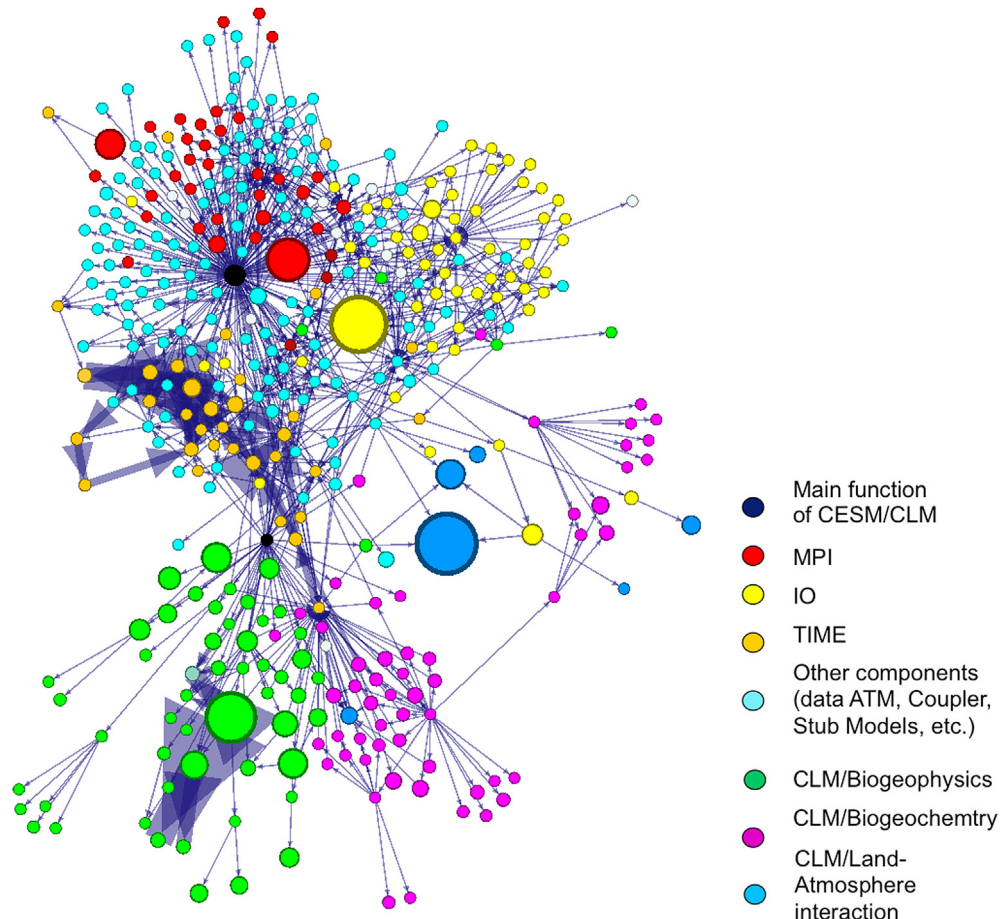 Main function
of CESM/CLM
MPI
IO
TIME
Other components
(data ATM, Coupler,
Stub Models, etc.)
CLM/Biogeophysics
CLM/Biogeochemtry
CLM/Land-
Atmosphere
interaction